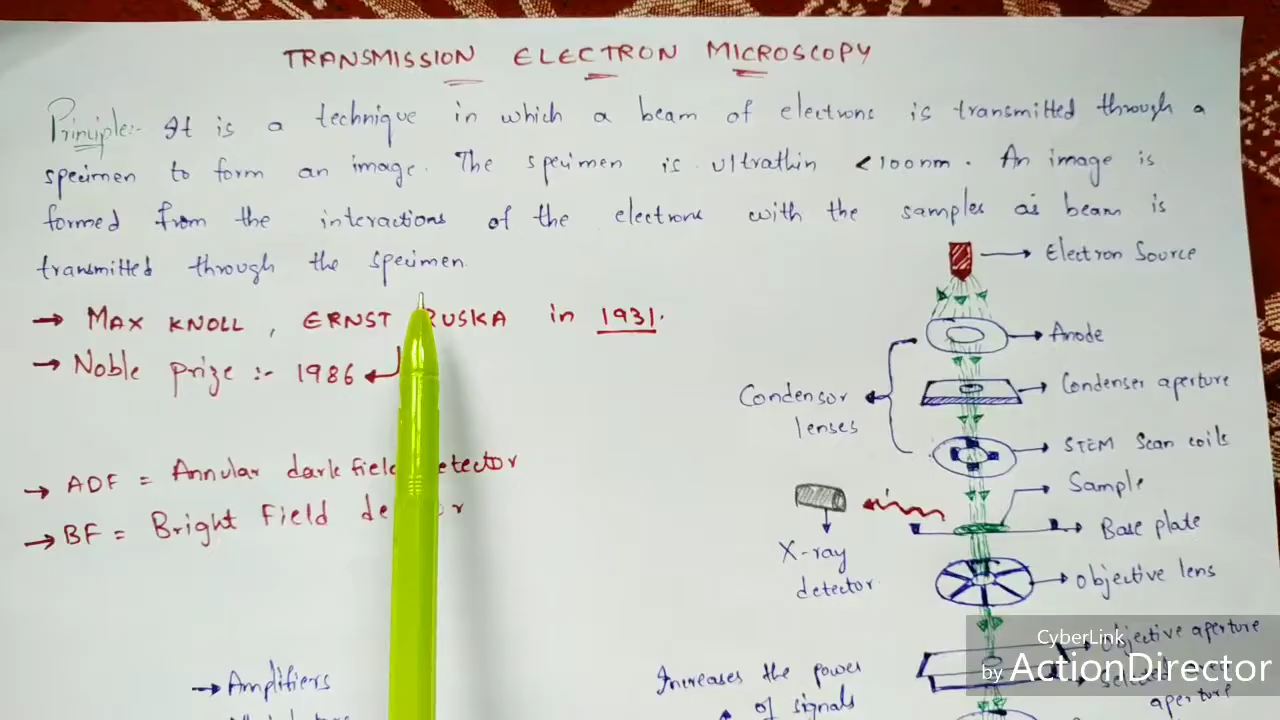 TRANSMISSION ELECTRON MICROSCOPY
Principle:- It is a technique in which a beam of electrons is transmitted through a
specimen to form an image. The specimen is ultrathin <100nm. An image is
formed from the interactions of the electrons with the samples as beam is
transmitted through the specimen.
→ MAX KNOLL, ERNST RUSKA in 1931.
→ Noble prize :- 1986
→ ADF = Annular dark field detector
→ BF = Bright Field
→ Amplifiers
Electron Source
Anode
Condenser aperture
Condensor
lenses
STEM Scan coils
Sample
Base plate
X-ray
detector
objective lens
Objective aperture
aperture
Increases the power
of signals
CyberLink
by ActionDirector